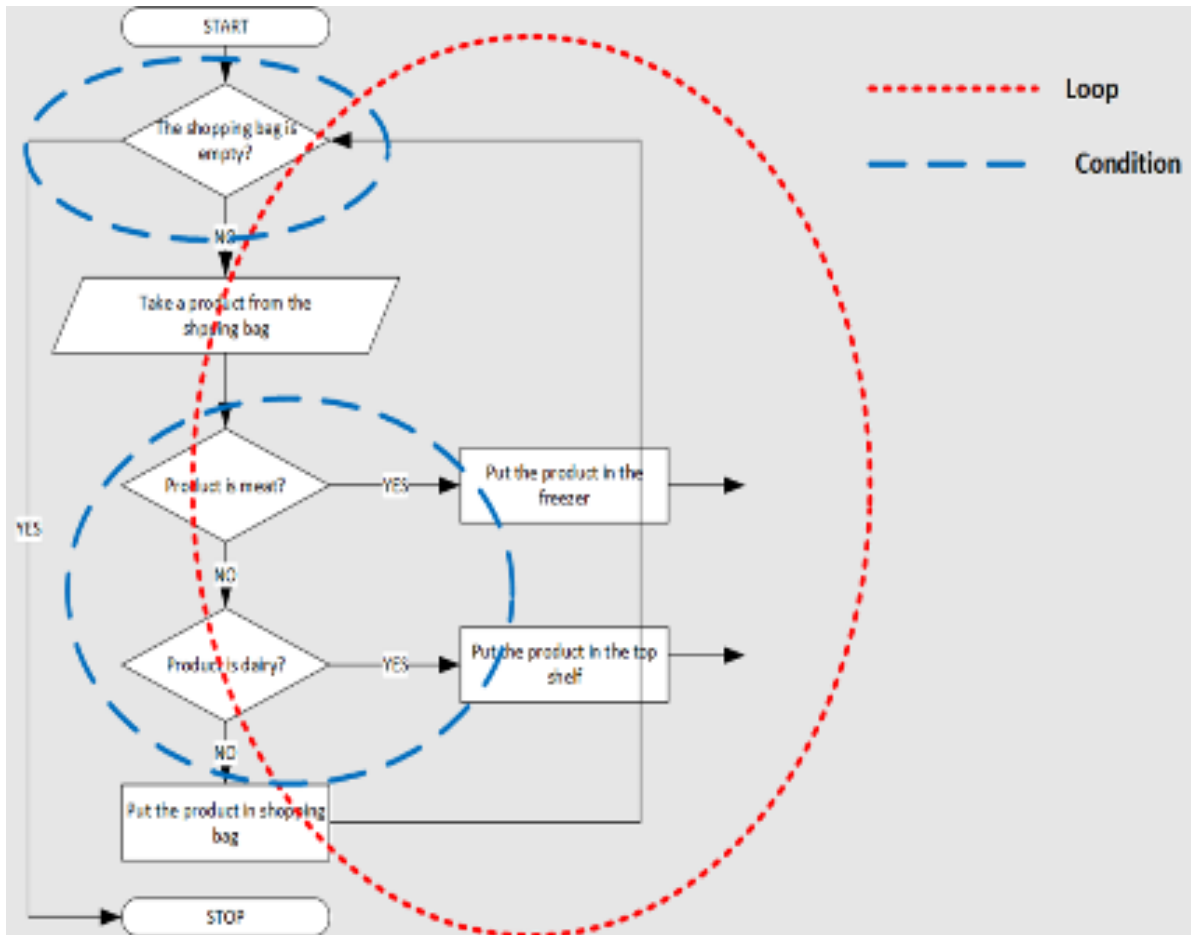 START
Loop
The shopping bag is
empty?
Condition
NO
Take a product from the
shpring bag
Product is meat?
YES
Put the product in the
freezer
YES
NO
Product is dairy?
YES
Put the product in the top
shelf
NO
Put the product in shopping
bag
STOP